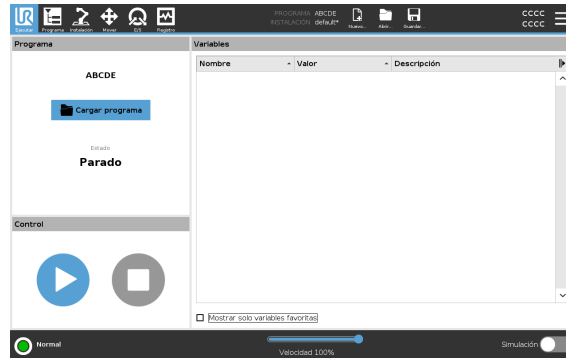 UR
PROGRAMA ABCDE
INSTALACIÓN default*
CCCC
CCCC
Ejecutar
Programa
Instalación
Mover
E/S
Registro
Nuevo...
Abrir...
Guardar...
Programa
Variables
Nombre
Valor
Descripción
ABCDE
Cargar programa
Estado
Parado
Control
Mostrar solo variables favoritas
Normal
Velocidad 100%
Simulación